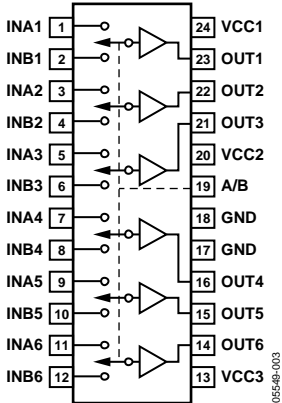 INA1 1 24 VCC1
INB1 2 23 OUT1
INA2 3 22 OUT2
INB2 4 21 OUT3
INA3 5 20 VCC2
INB3 6 19 A/B
INA4 7 18 GND
INB4 8 17 GND
INA5 9 16 OUT4
INB5 10 15 OUT5
INA6 11 14 OUT6
INB6 12 13 VCC3
05549-003